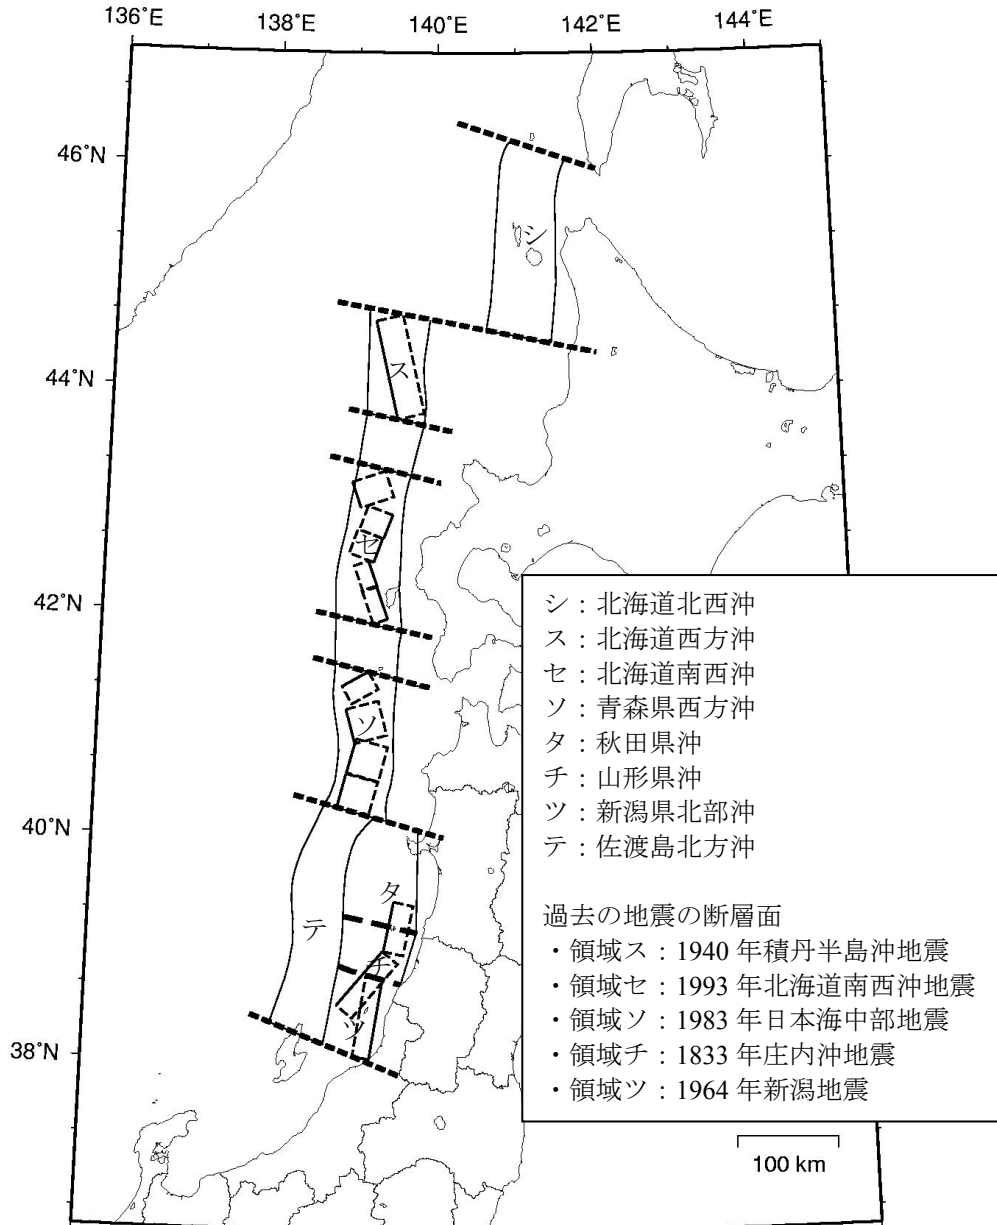 136°E 138°E 140°E 142°E 144°E
46°N
シ
44°N
ス
セ
42°N
シ：北海道北西沖
ス：北海道西方沖
セ：北海道南西沖
ソ：青森県西方沖
タ：秋田県沖
チ：山形県沖
ツ：新潟県北部沖
テ：佐渡島北方沖
ソ
40°N
タ
テ
チ
ツ
38°N
過去の地震の断層面
・領域ス：1940 年積丹半島沖地震
・領域セ：1993 年北海道南西沖地震
・領域ソ：1983 年日本海中部地震
・領域チ：1833 年庄内沖地震
・領域ツ：1964 年新潟地震
100 km